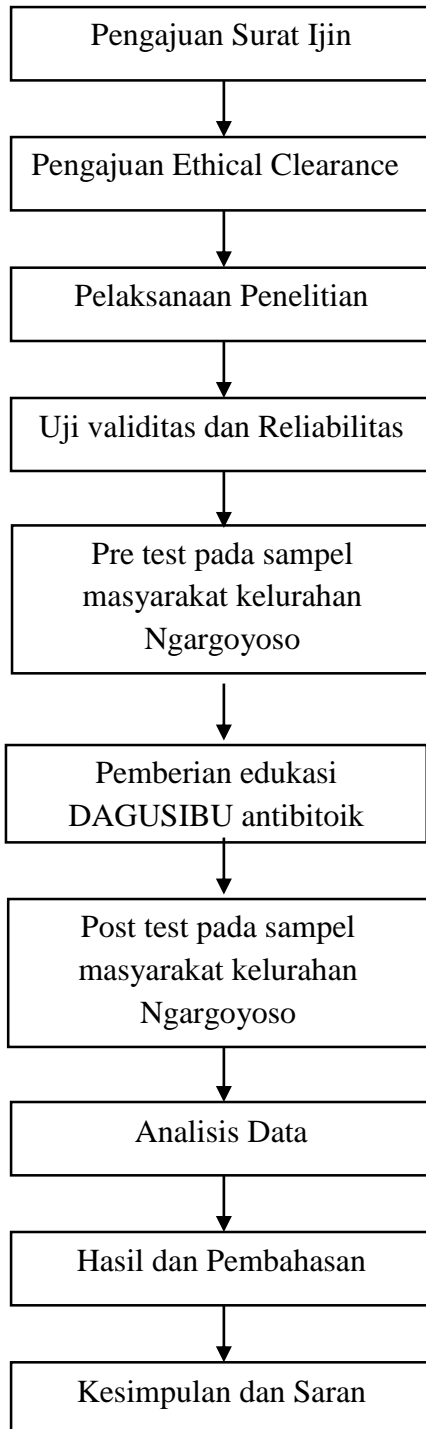 Pengajuan Surat Ijin
Pengajuan Ethical Clearance
Pelaksanaan Penelitian
Uji validitas dan Reliabilitas
Pre test pada sampel
masyarakat kelurahan
Ngargoyoso
Pemberian edukasi
DAGUSIBU antibitoik
Post test pada sampel
masyarakat kelurahan
Ngargoyoso
Analisis Data
Hasil dan Pembahasan
Kesimpulan dan Saran